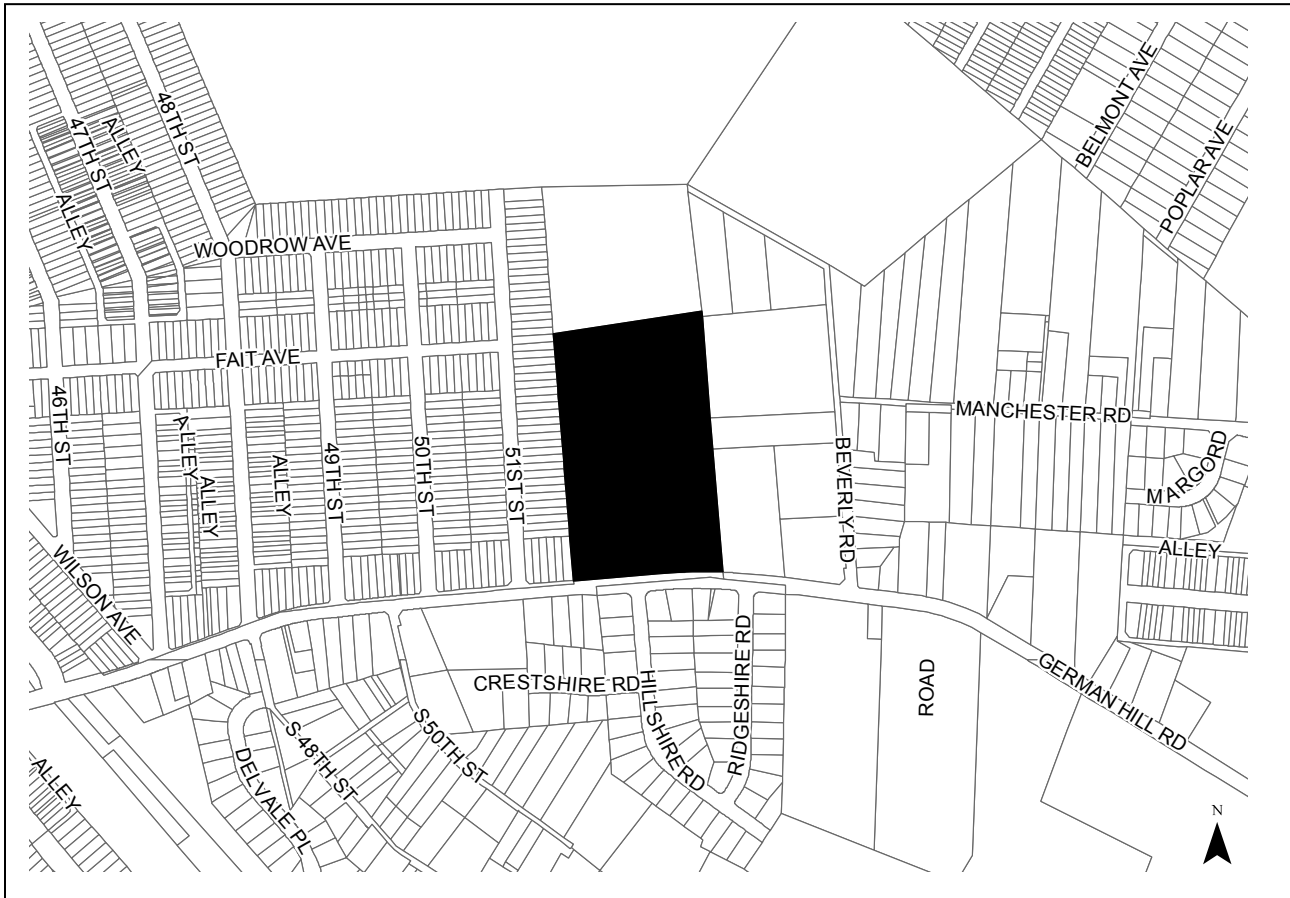 BELMONT AVE
POPLAR AVE
48TH ST
ALLEY
47TH ST
ALLEY
WOODROW AVE
FAIT AVE
46TH ST
ALLEY
ALLEY
ALLEY
49TH ST
50TH ST
51ST ST
MANCHESTER RD
BEVERLY RD
MARGO RD
ALLEY
WILSON AVE
CRESTSHIRE RD
HILLSHIRE RD
RIDGESHIRE RD
ROAD
GERMAN HILL RD
S 48TH ST
S 50TH ST
DELVALE PL
ALLEY
N